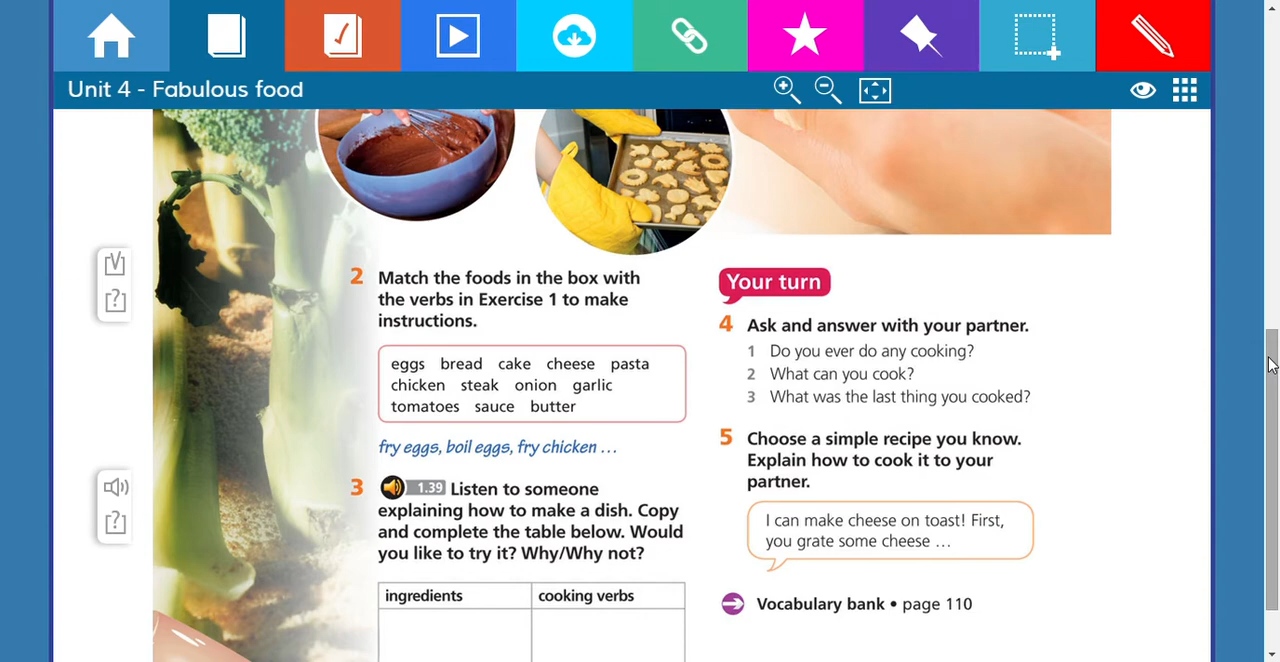 Unit 4 - Fabulous food
2 Match the foods in the box with
the verbs in Exercise 1 to make
instructions.
eggs bread cake cheese pasta
chicken steak onion garlic
tomatoes sauce butter
fry eggs, boil eggs, fry chicken ...
3 1.39 Listen to someone
explaining how to make a dish. Copy
and complete the table below. Would
you like to try it? Why/Why not?
ingredients cooking verbs
Your turn
4 Ask and answer with your partner.
1 Do you ever do any cooking?
2 What can you cook?
3 What was the last thing you cooked?
5 Choose a simple recipe you know.
Explain how to cook it to your
partner.
I can make cheese on toast! First,
you grate some cheese ...
Vocabulary bank • page 110